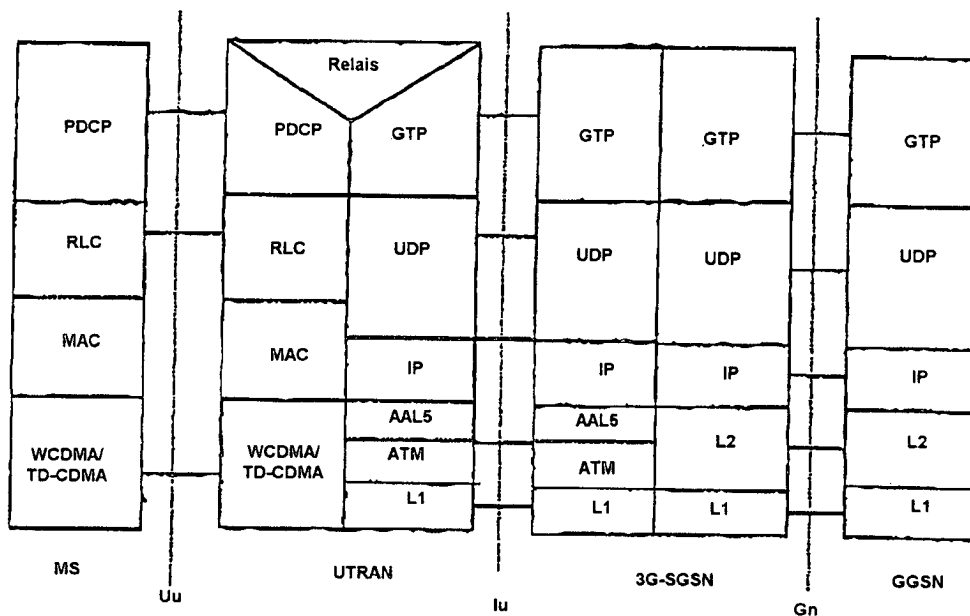 Relais
PDCP
PDCP
GTP
GTP
GTP
GTP
RLC
RLC
UDP
UDP
UDP
UDP
MAC
MAC
IP
IP
IP
IP
AAL5
AAL5
WCDMA/
TD-CDMA
WCDMA/
TD-CDMA
ATM
ATM
L2
L2
L1
L1
L1
L1
MS
UTRAN
3G-SGSN
GGSN
Uu
Iu
Gn